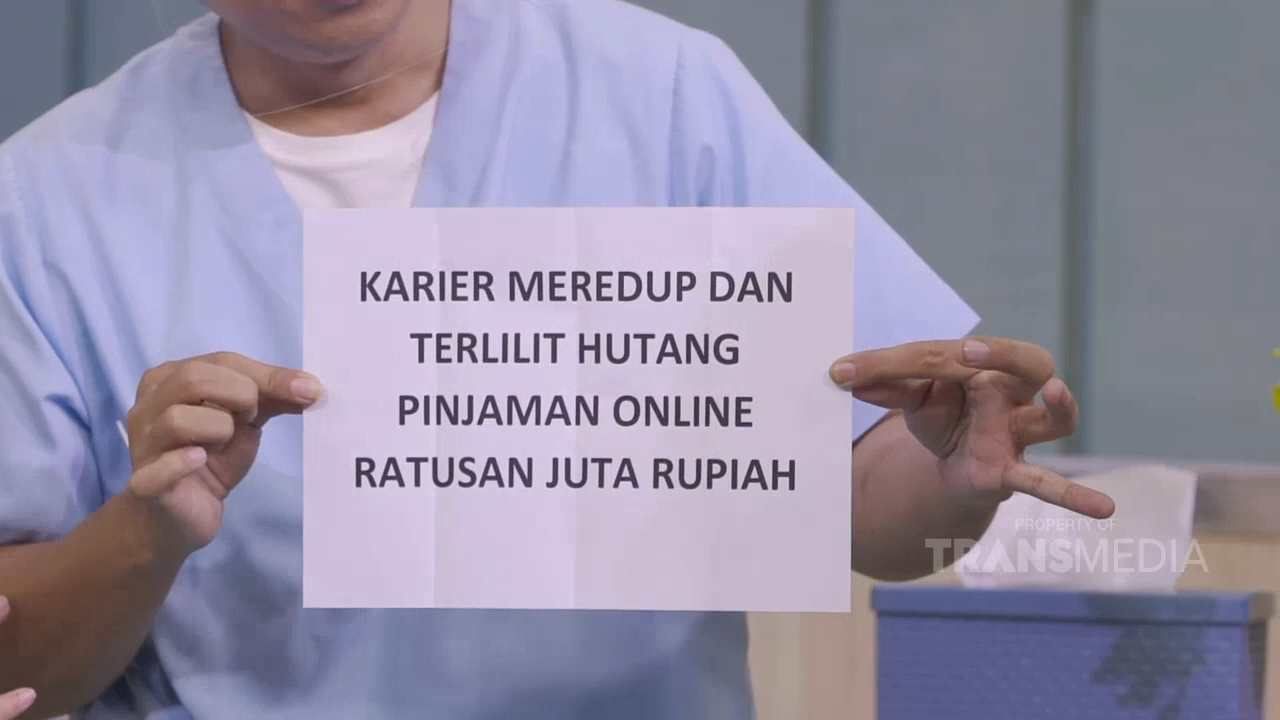 KARIER MEREDUP DAN
TERLILIT HUTANG
PINJAMAN ONLINE
RATUSAN JUTA RUPIAH
PROPERTY OF
TRANSMEDIA